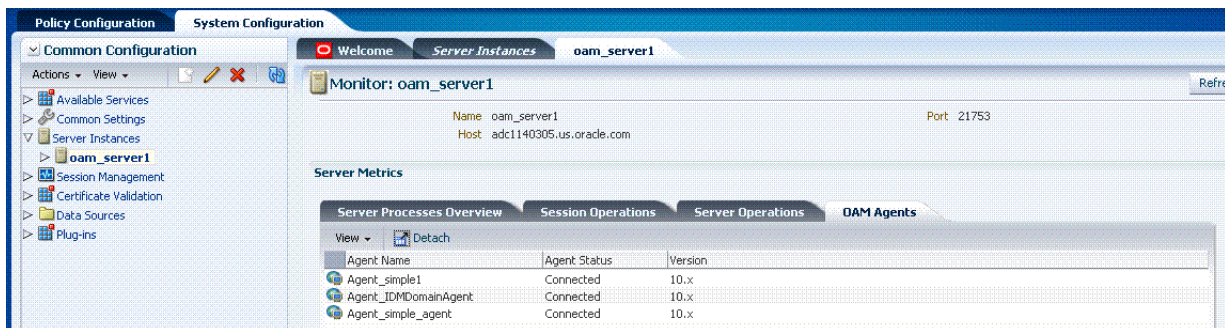 Policy Configuration System Configuration
Common Configuration
Actions View
Available Services
Common Settings
Server Instances
oam_server1
Session Management
Certificate Validation
Data Sources
Plug-ins
Welcome Server Instances oam_server1
Monitor: oam_server1
Refre
Name oam_server1 Port 21753
Host adc1140305.us.oracle.com
Server Metrics
Server Processes Overview Session Operations Server Operations OAM Agents
View Detach
Agent Name Agent Status Version
Agent_simple1 Connected 10.x
Agent_IDMDomainAgent Connected 10.x
Agent_simple_agent Connected 10.x